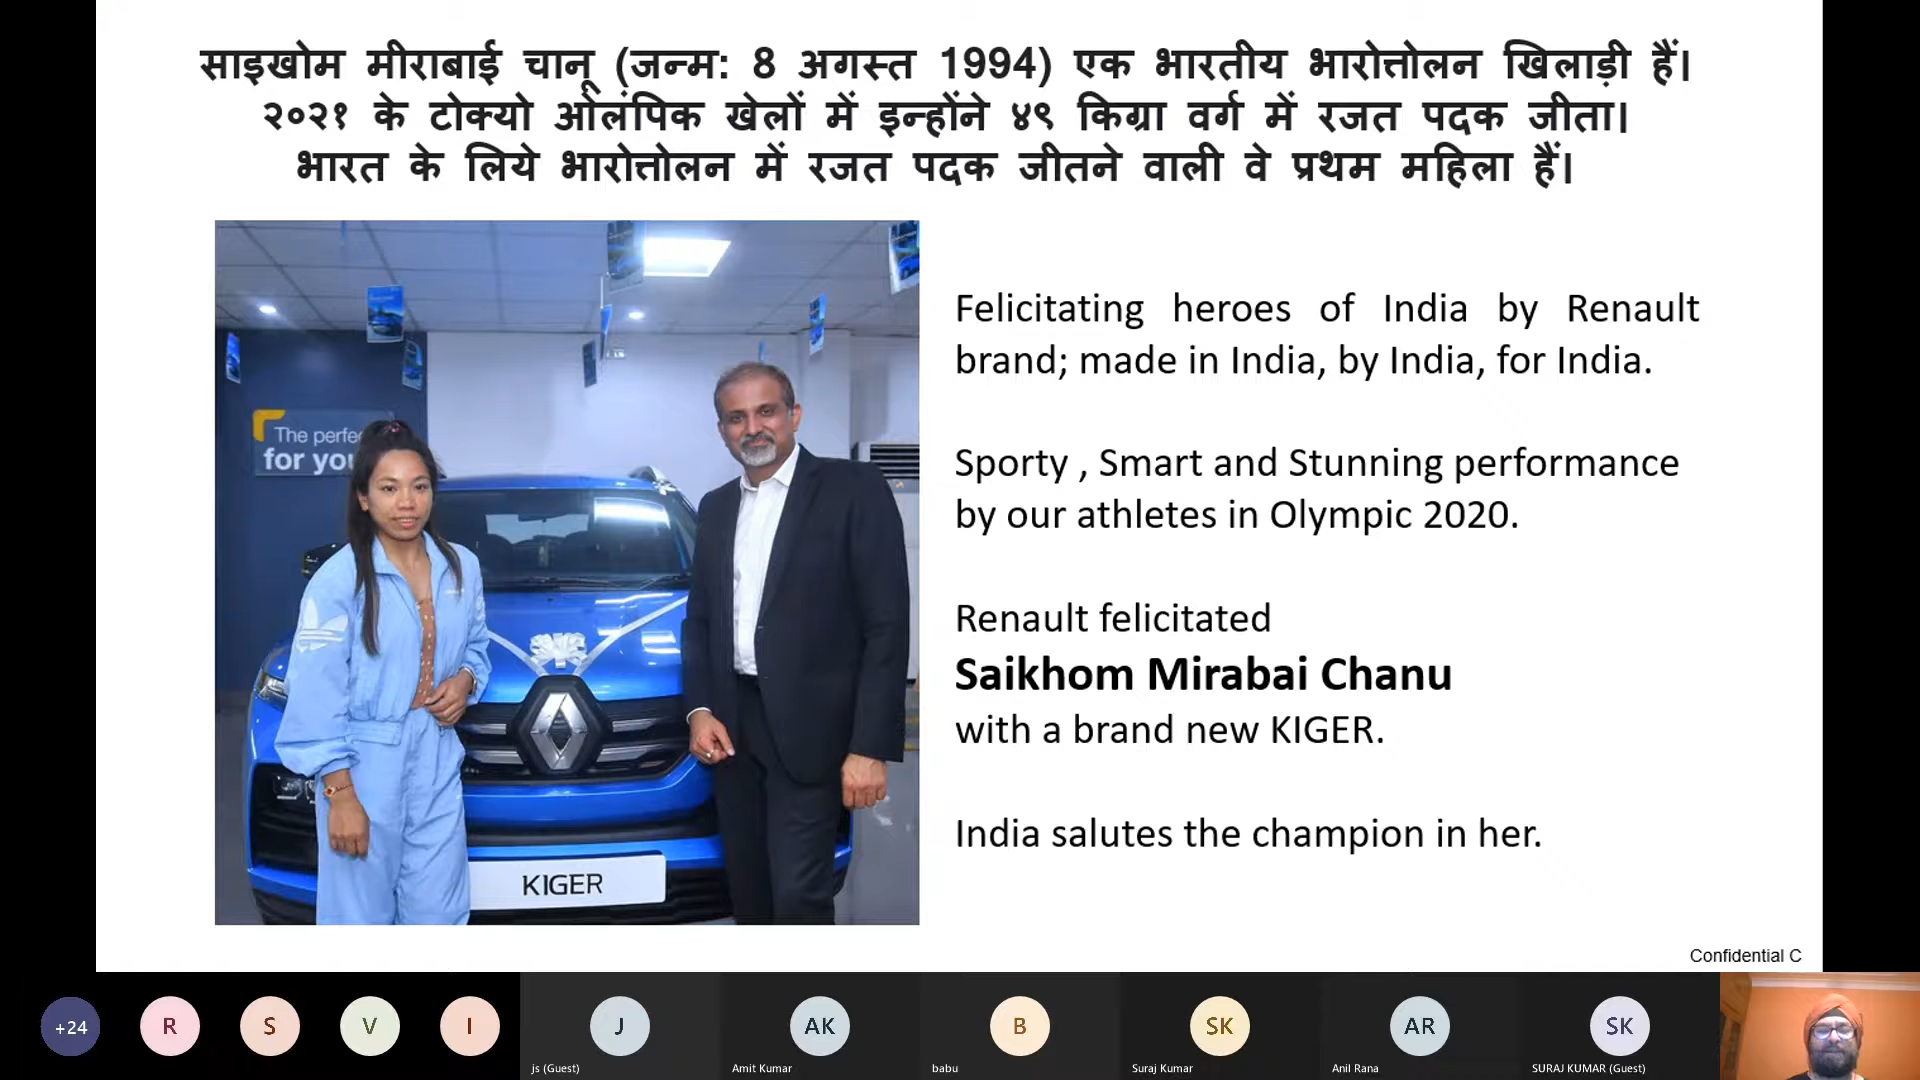 साइखोम मीराबाई चानू (जन्म: 8 अगस्त 1994) एक भारतीय भारोत्तोलन खिलाड़ी हैं।
२०२१ के टोक्यो ओलंपिक खेलों में इन्होंने ४९ किग्रा वर्ग में रजत पदक जीता।
भारत के लिये भारोत्तोलन में रजत पदक जीतने वाली वे प्रथम महिला हैं।
The perfe
for you
KIGER
Felicitating heroes of India by Renault
brand; made in India, by India, for India.
Sporty , Smart and Stunning performance
by our athletes in Olympic 2020.
Renault felicitated
Saikhom Mirabai Chanu
with a brand new KIGER.
India salutes the champion in her.
Confidential C
+24
R
S
V
I
J
AK
B
SK
AR
SK
js (Guest)
Amit Kumar
babu
Suraj Kumar
Anil Rana
SURAJ KUMAR (Guest)